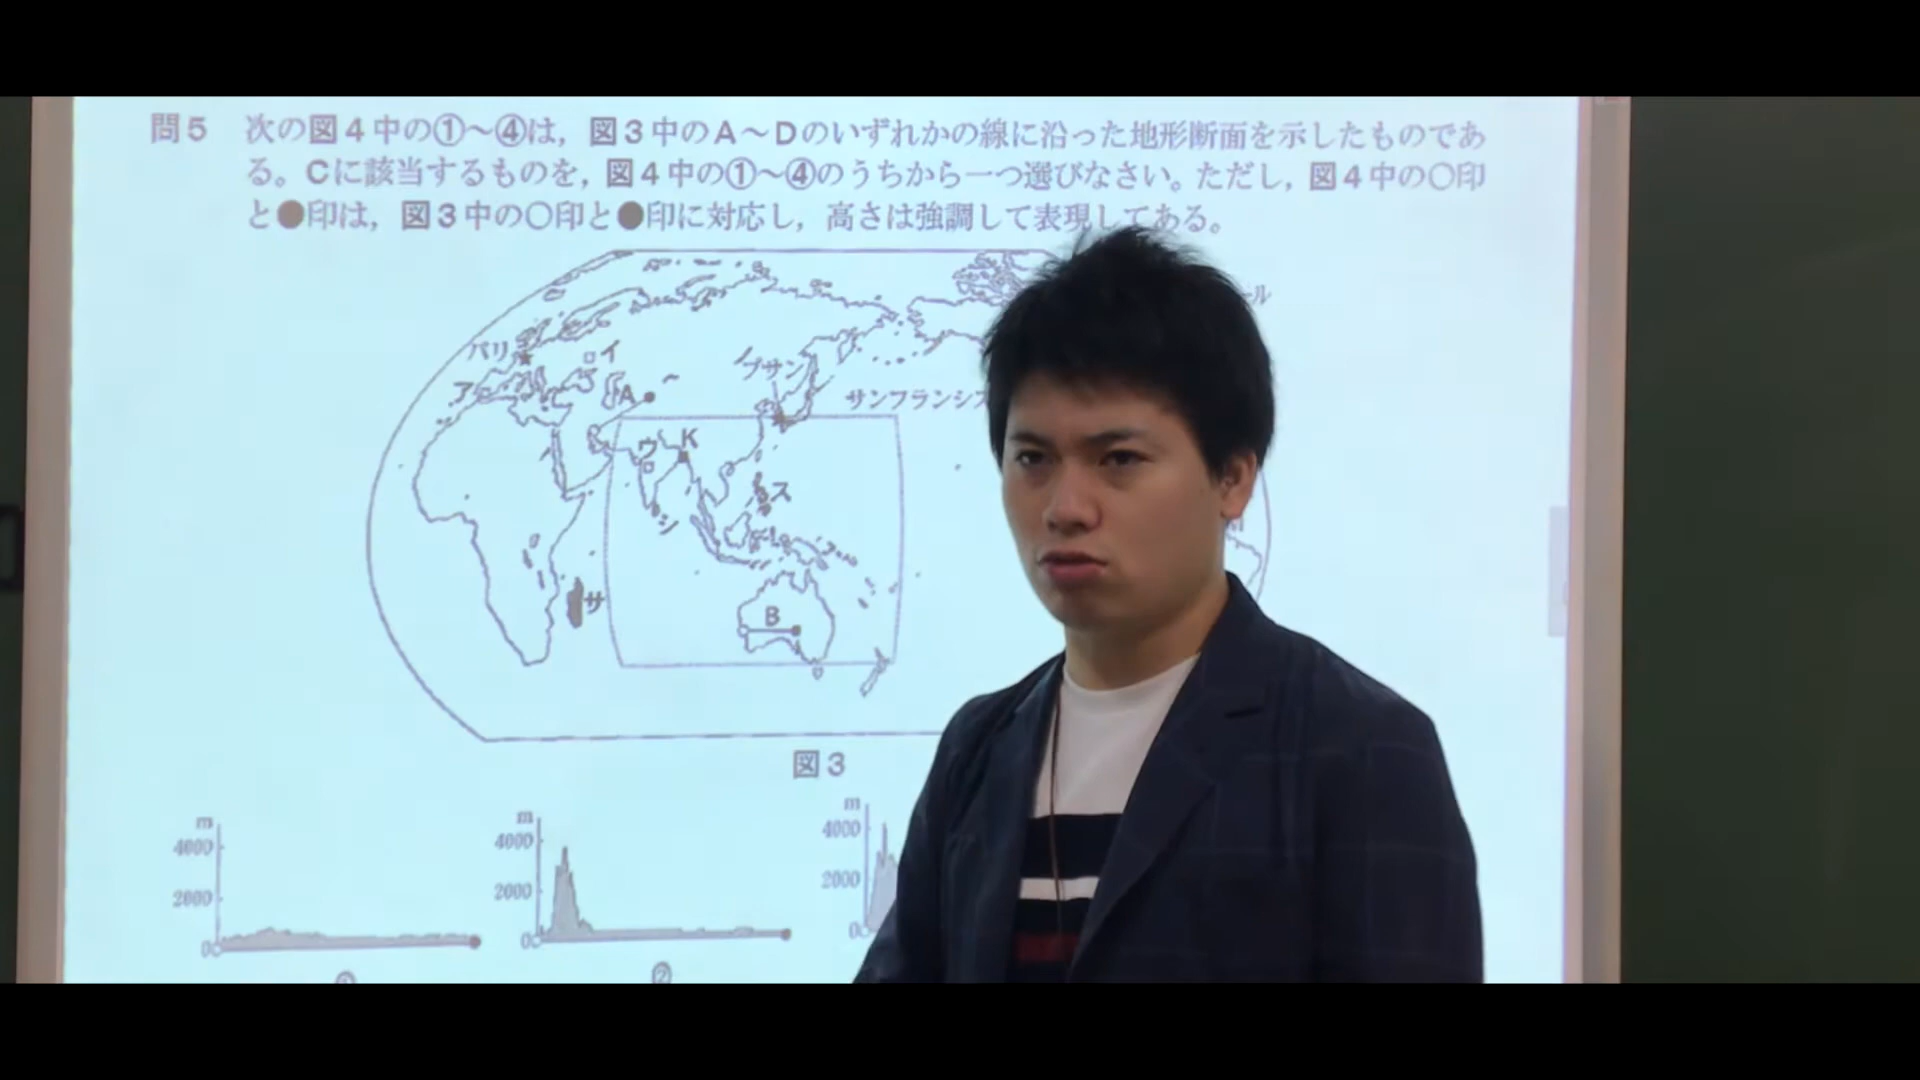 問5 次の図4中の①～④は，図3中のA～Dのいずれかの線に沿った地形断面を示したものであ
る。Cに該当するものを，図4中の①～④のうちから一つ選びなさい。ただし，図4中の○印
と●印は，図3中の○印と●印に対応し，高さは強調して表現してある。
ール
パリ
イ
プサン
ア
A
サンフランシス
K
ウ
ス
シ
サ
B
図3
m
4000
2000
0
①
m
4000
2000
0
②
m
4000
2000
0